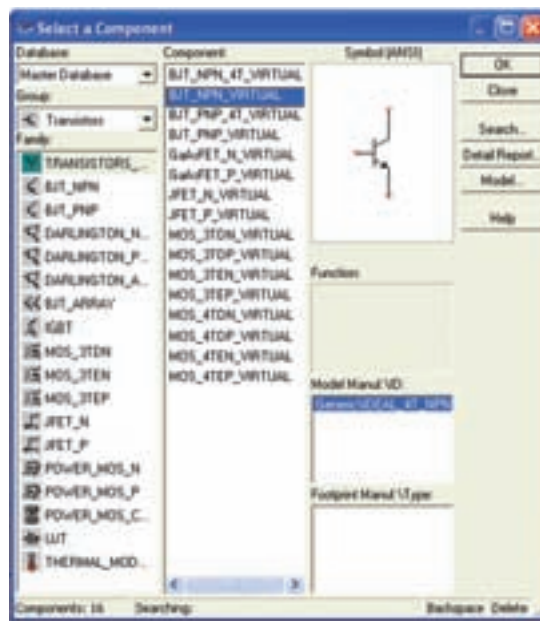 Select a Component
Database:
Master Database
Group:
Transistors
Family:
TRANSISTORS_...
BJT_NPN
BJT_PNP
DARLINGTON_N...
DARLINGTON_P...
DARLINGTON_A...
BJT_ARRAY
IGBT
MOS_3TDN
MOS_3TEN
MOS_3TEP
JFET_N
JFET_P
POWER_MOS_N
POWER_MOS_P
POWER_MOS_C...
UJT
THERMAL_MOD...
Component:
BJT_NPN_4T_VIRTUAL
BJT_NPN_VIRTUAL
BJT_PNP_4T_VIRTUAL
BJT_PNP_VIRTUAL
GaAsFET_N_VIRTUAL
GaAsFET_P_VIRTUAL
JFET_N_VIRTUAL
JFET_P_VIRTUAL
MOS_3TDN_VIRTUAL
MOS_3TDP_VIRTUAL
MOS_3TEN_VIRTUAL
MOS_3TEP_VIRTUAL
MOS_4TDN_VIRTUAL
MOS_4TDP_VIRTUAL
MOS_4TEN_VIRTUAL
MOS_4TEP_VIRTUAL
Symbol (ANSI)
Function:
Model Manuf.\ID:
Generic\IDEAL_4T_NPN
Footprint Manuf.\Type:
OK
Close
Search...
Detail Report...
Model...
Help
Components: 16
Searching:
Backspace Delete